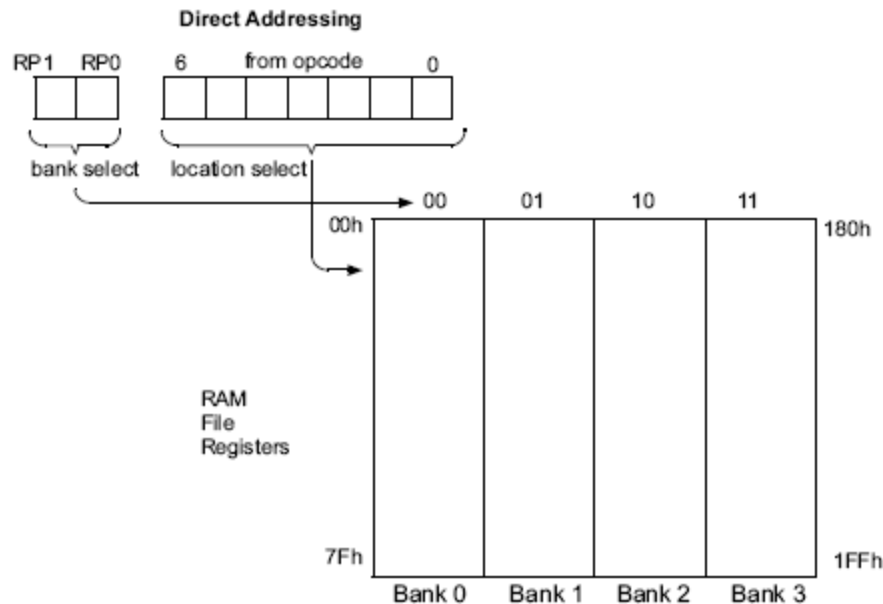 Direct Addressing
RP1 RP0 6 from opcode 0
bank select location select
00 01 10 11
00h 180h
RAM
File
Registers
7Fh 1FFh
Bank 0 Bank 1 Bank 2 Bank 3